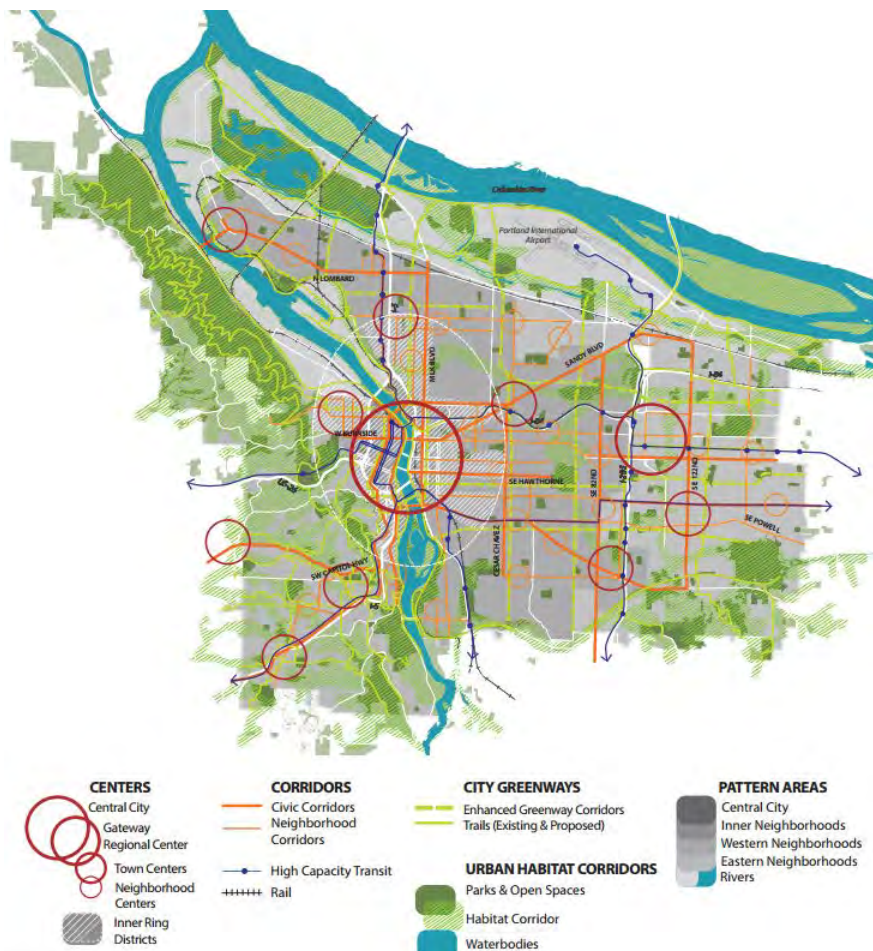 Columbia River
Portland International
Airport
N LOMBARD
I-5
MLK BLVD
SANDY BLVD
I-84
W BURNSIDE
I-84
US-26
SE HAWTHORNE
SE 82ND
I-205
SE 122ND
SE POWELL
CESAR CHAVEZ
SW CAPITOL HWY
I-5
CENTERS
Central City
Gateway
Regional Center
Town Centers
Neighborhood
Centers
Inner Ring
Districts
CORRIDORS
Civic Corridors
Neighborhood
Corridors
High Capacity Transit
Rail
CITY GREENWAYS
Enhanced Greenway Corridors
Trails (Existing & Proposed)
URBAN HABITAT CORRIDORS
Parks & Open Spaces
Habitat Corridor
Waterbodies
PATTERN AREAS
Central City
Inner Neighborhoods
Western Neighborhoods
Eastern Neighborhoods
Rivers